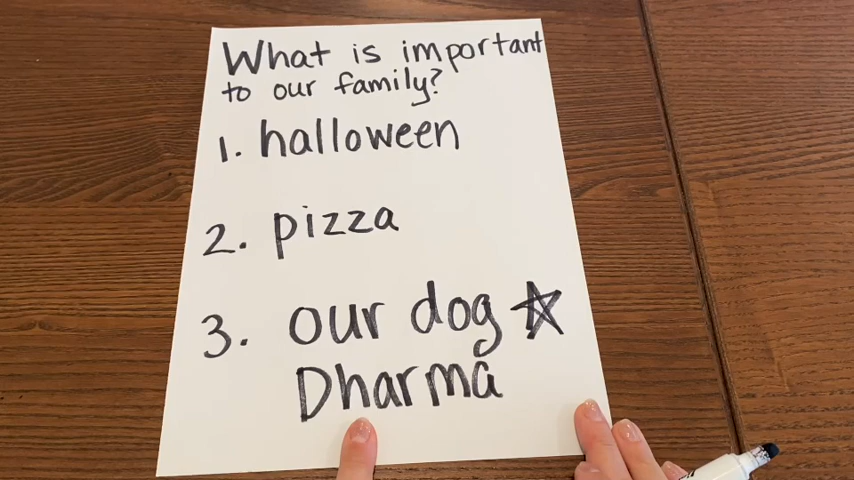 What is important
to our family?
1. halloween
2. pizza
3. our dog ☆
Dharma